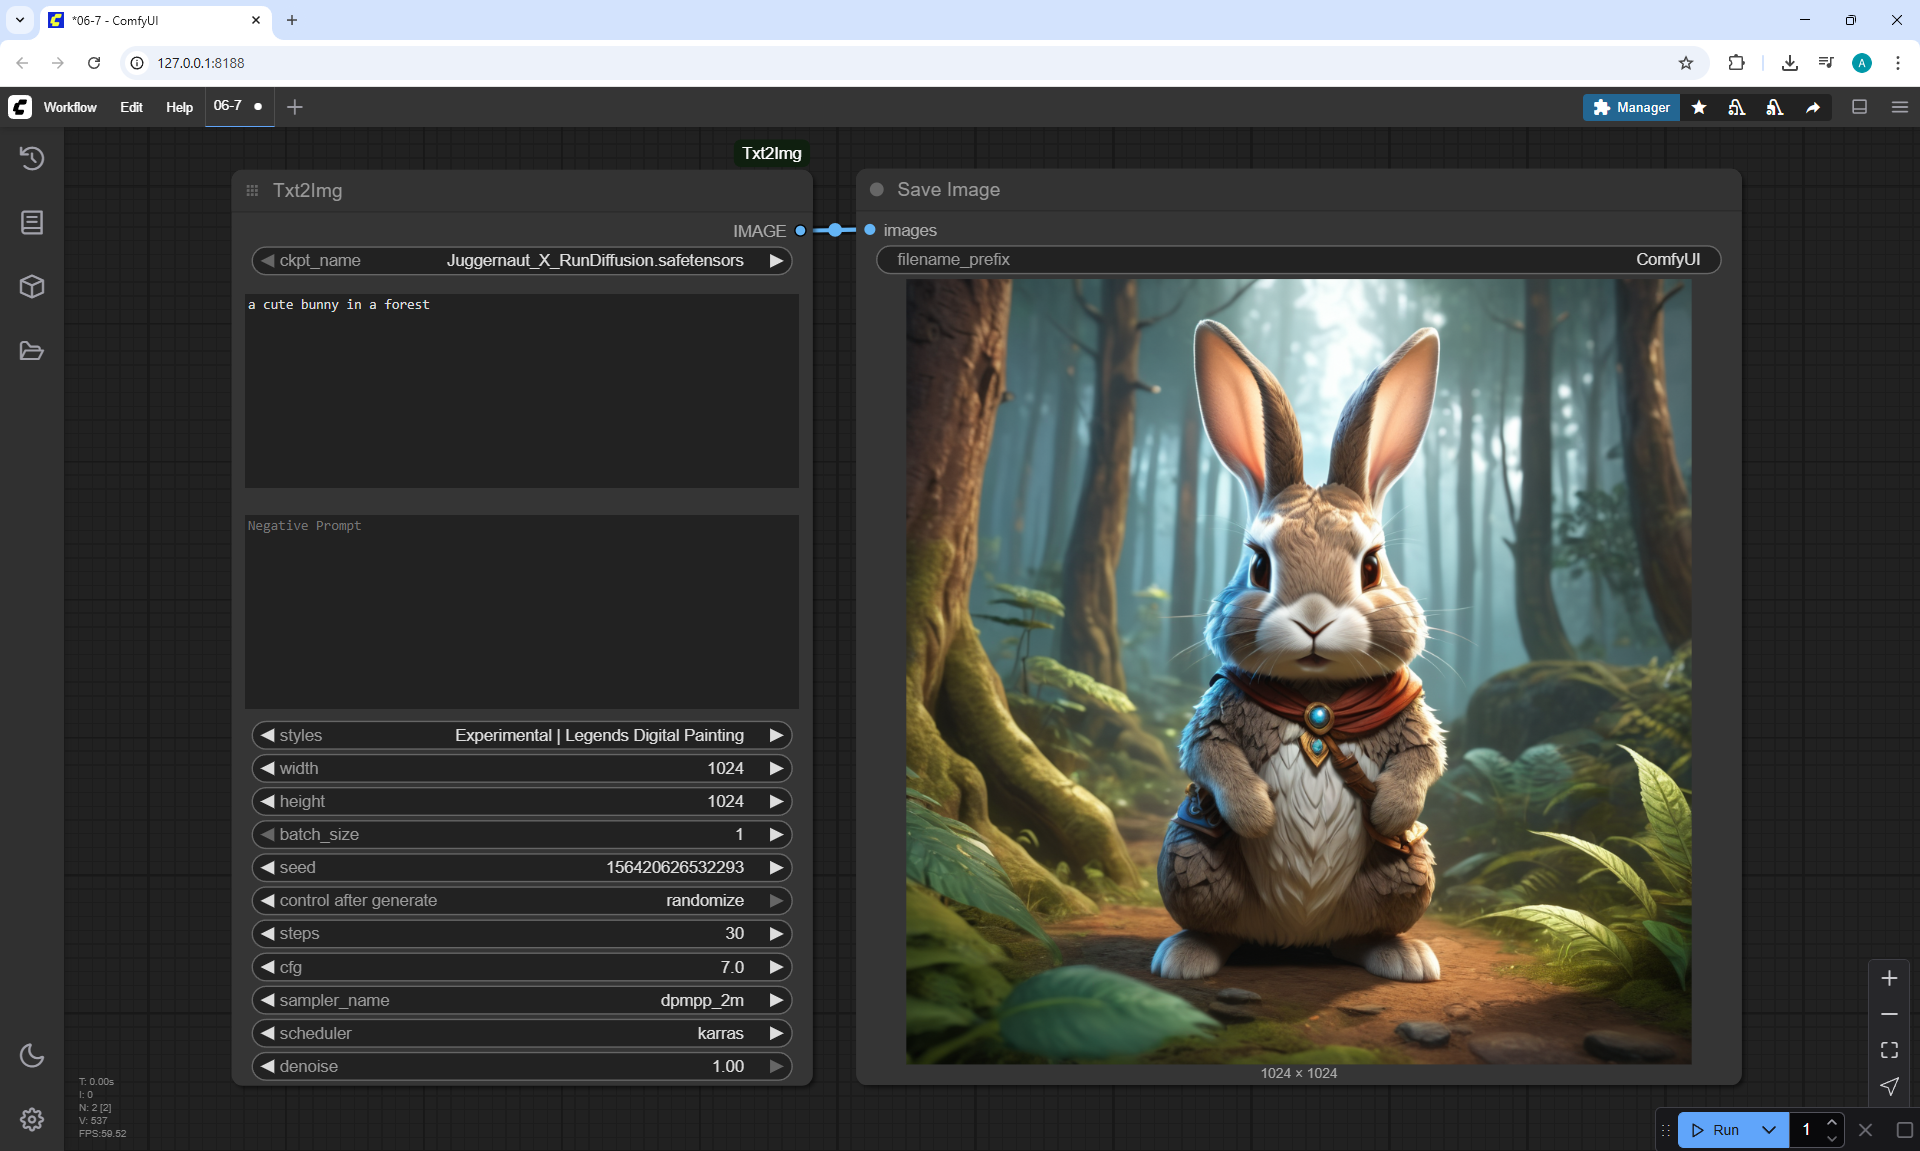 *06-7 - ComfyUI
127.0.0.1:8188
A
Workflow Edit Help 06-7
Manager
Txt2Img
Txt2Img
IMAGE
ckpt_name Juggernaut_X_RunDiffusion.safetensors
a cute bunny in a forest
Negative Prompt
styles Experimental | Legends Digital Painting
width 1024
height 1024
batch_size 1
seed 156420626532293
control after generate randomize
steps 30
cfg 7.0
sampler_name dpmpp_2m
scheduler karras
denoise 1.00
Save Image
images
filename_prefix ComfyUI
1024 × 1024
T: 0.00s
I: 0
N: 2 [2]
V: 537
FPS:59.52
Run 1